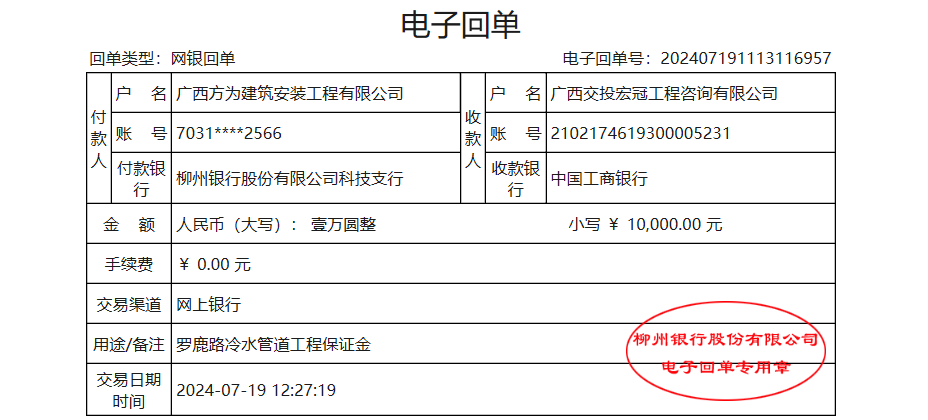 电子回单
回单类型：网银回单 电子回单号：202407191113116957
付款人 户 名 广西方为建筑安装工程有限公司 收款人 户 名 广西交投宏冠工程咨询有限公司
账 号 7031****2566 账 号 2102174619300005231
付款银行 柳州银行股份有限公司科技支行 收款银行 中国工商银行
金 额 人民币（大写）： 壹万圆整 小写 ￥ 10,000.00 元
手续费 ￥ 0.00 元
交易渠道 网上银行
用途/备注 罗鹿路冷水管道工程保证金
交易日期时间 2024-07-19 12:27:19
柳州银行股份有限公司
电子回单专用章